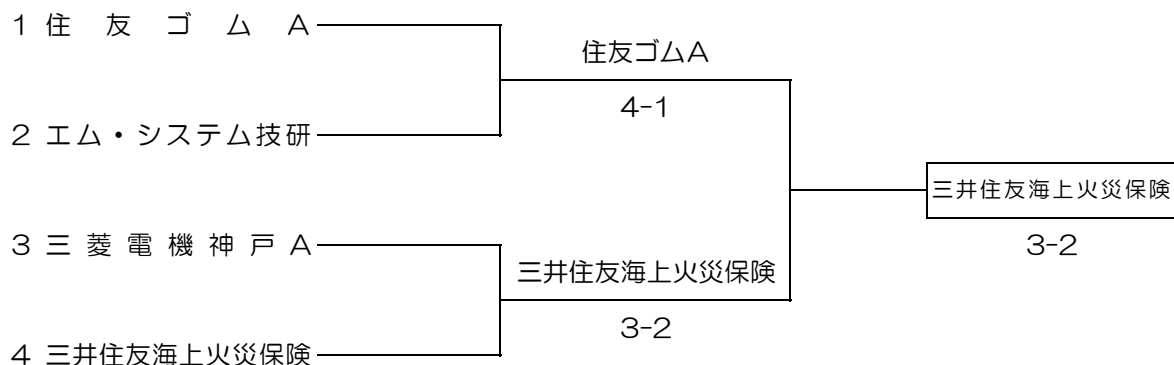 1 住友ゴムA
住友ゴムA
4-1
2 エム・システム技研
三井住友海上火災保険
3-2
3 三菱電機神戸A
三井住友海上火災保険
3-2
4 三井住友海上火災保険